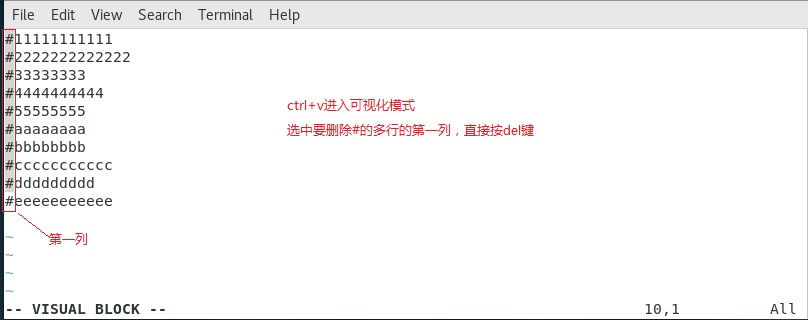 File Edit View Search Terminal Help
#11111111111
#2222222222222
#33333333
#4444444444
#55555555
#aaaaaaaa
#bbbbbbbb
#ccccccccccc
#ddddddddd
#eeeeeeeeeee
ctrl+v进入可视化模式
选中要删除#的多行的第一列，直接按del键
第一列
~
~
~
~
-- VISUAL BLOCK -- 10,1 All